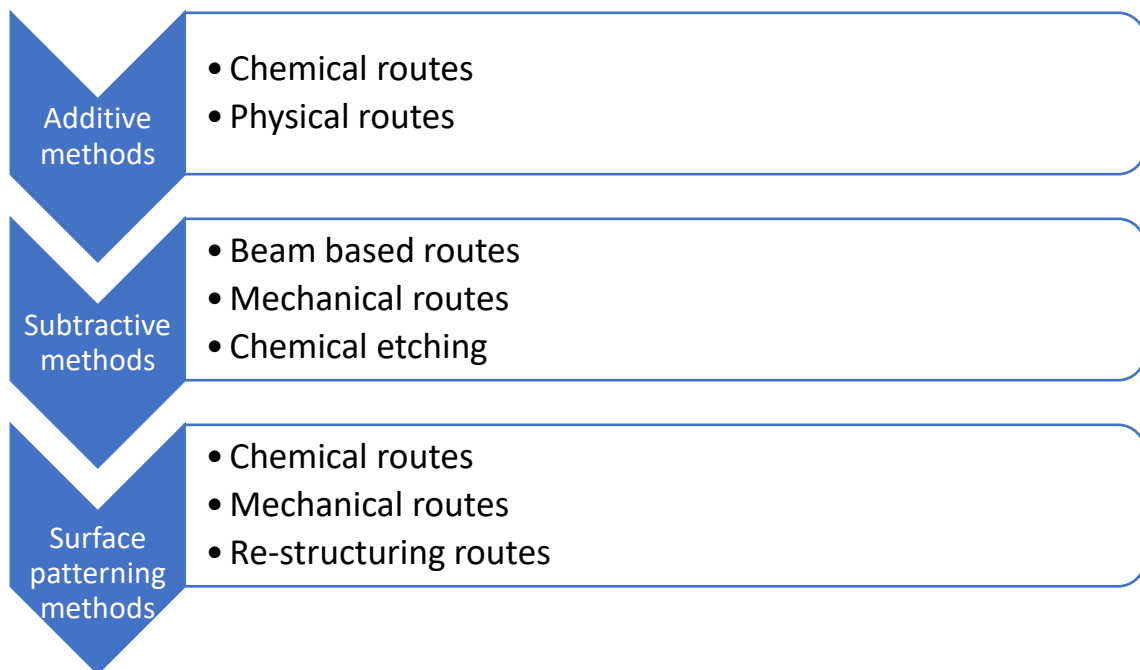 Additive
methods
• Chemical routes
• Physical routes
Subtractive
methods
• Beam based routes
• Mechanical routes
• Chemical etching
Surface
patterning
methods
• Chemical routes
• Mechanical routes
• Re-structuring routes